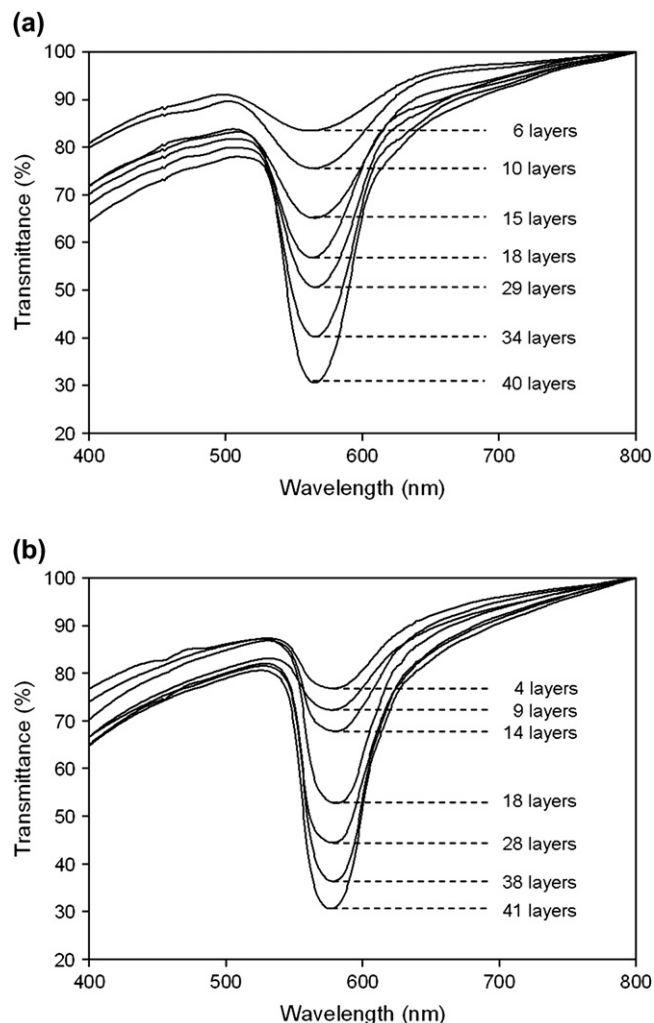 (a)
100
90
80
70
60
50
40
30
20
Transmittance (%)
6 layers
10 layers
15 layers
18 layers
29 layers
34 layers
40 layers
400 500 600 700 800
Wavelength (nm)
(b)
100
90
80
70
60
50
40
30
20
Transmittance (%)
4 layers
9 layers
14 layers
18 layers
28 layers
38 layers
41 layers
400 500 600 700 800
Wavelength (nm)